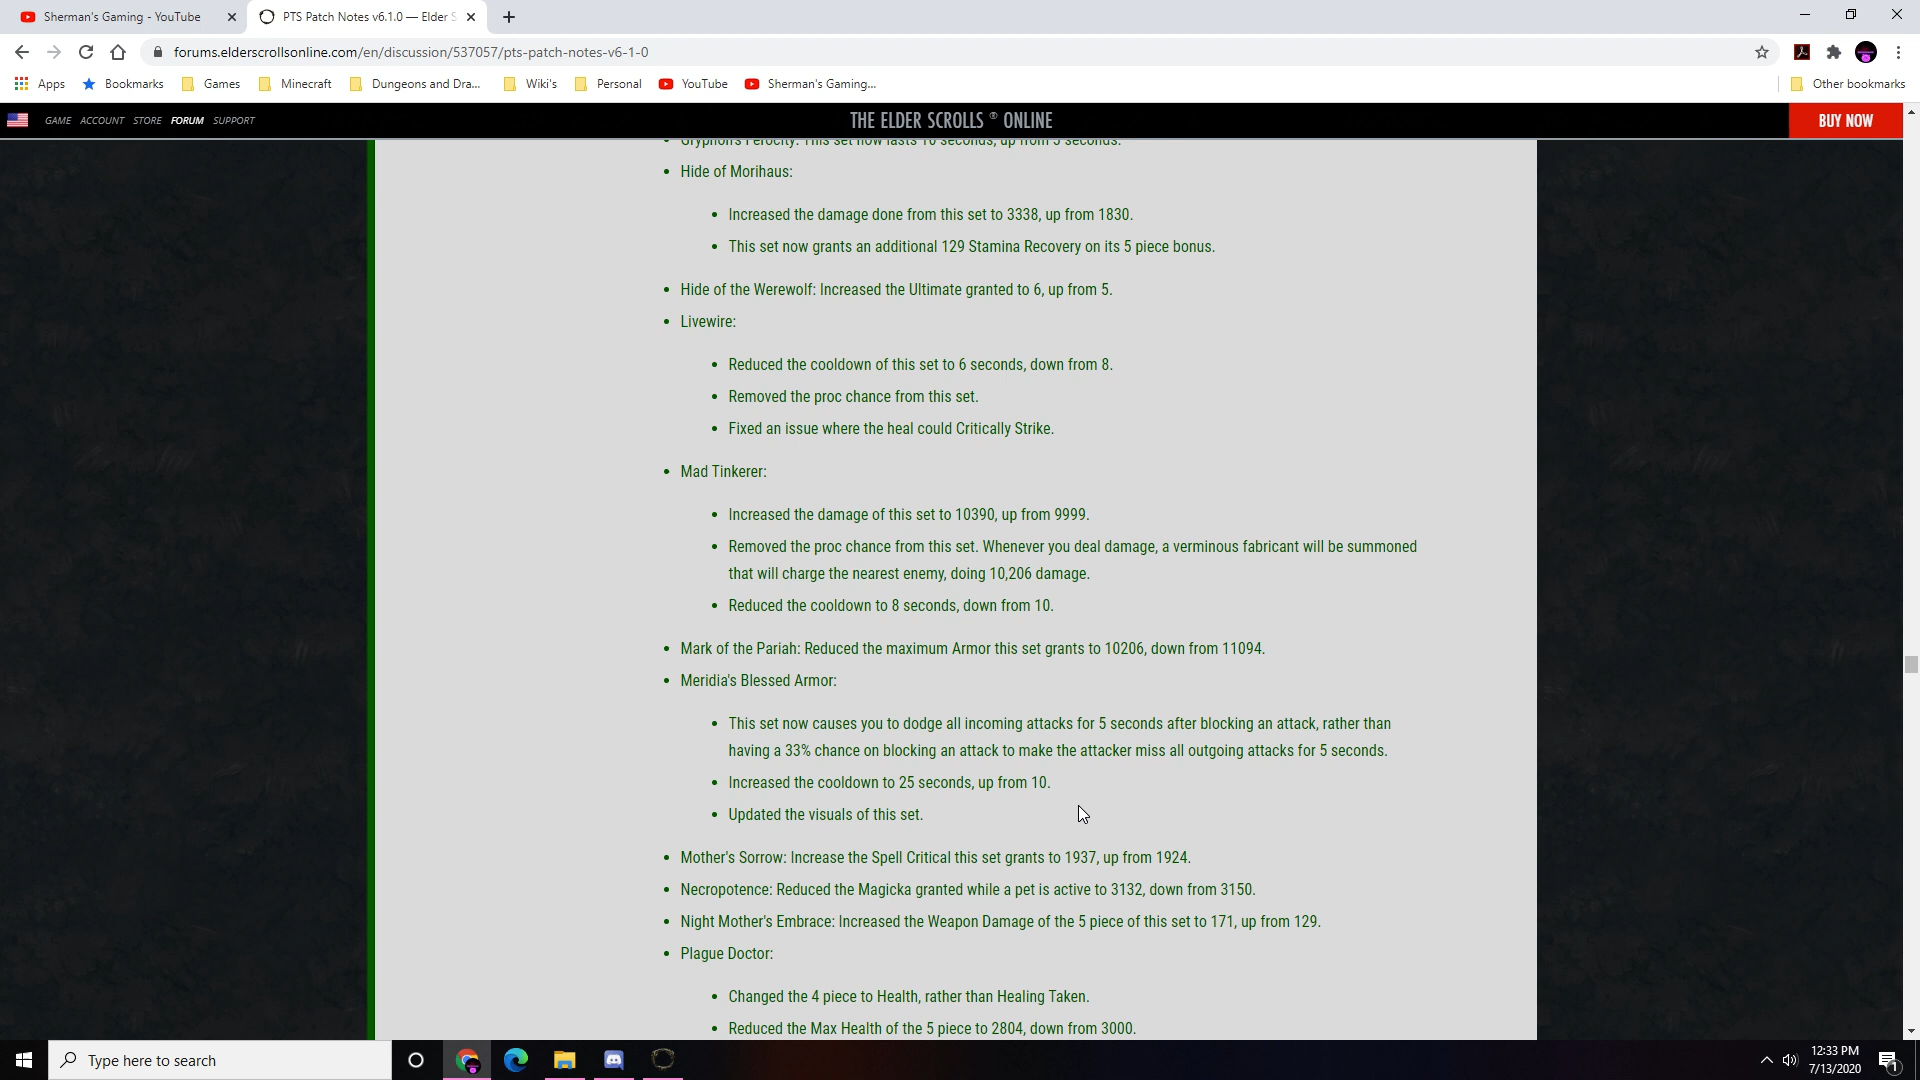 Sherman's Gaming - YouTube
PTS Patch Notes v6.1.0 — Elder S
forums.elderscrollsonline.com/en/discussion/537057/pts-patch-notes-v6-1-0
Apps Bookmarks Games Minecraft Dungeons and Dra... Wiki's Personal YouTube Sherman's Gaming... Other bookmarks
GAME ACCOUNT STORE FORUM SUPPORT THE ELDER SCROLLS ® ONLINE BUY NOW
• Gryphon's Ferocity: This set now lasts 10 seconds, up from 5 seconds.
• Hide of Morihaus:
• Increased the damage done from this set to 3338, up from 1830.
• This set now grants an additional 129 Stamina Recovery on its 5 piece bonus.
• Hide of the Werewolf: Increased the Ultimate granted to 6, up from 5.
• Livewire:
• Reduced the cooldown of this set to 6 seconds, down from 8.
• Removed the proc chance from this set.
• Fixed an issue where the heal could Critically Strike.
• Mad Tinkerer:
• Increased the damage of this set to 10390, up from 9999.
• Removed the proc chance from this set. Whenever you deal damage, a verminous fabricant will be summoned
that will charge the nearest enemy, doing 10,206 damage.
• Reduced the cooldown to 8 seconds, down from 10.
• Mark of the Pariah: Reduced the maximum Armor this set grants to 10206, down from 11094.
• Meridia's Blessed Armor:
• This set now causes you to dodge all incoming attacks for 5 seconds after blocking an attack, rather than
having a 33% chance on blocking an attack to make the attacker miss all outgoing attacks for 5 seconds.
• Increased the cooldown to 25 seconds, up from 10.
• Updated the visuals of this set.
• Mother's Sorrow: Increase the Spell Critical this set grants to 1937, up from 1924.
• Necropotence: Reduced the Magicka granted while a pet is active to 3132, down from 3150.
• Night Mother's Embrace: Increased the Weapon Damage of the 5 piece of this set to 171, up from 129.
• Plague Doctor:
• Changed the 4 piece to Health, rather than Healing Taken.
• Reduced the Max Health of the 5 piece to 2804, down from 3000.
Type here to search
12:33 PM
7/13/2020
1